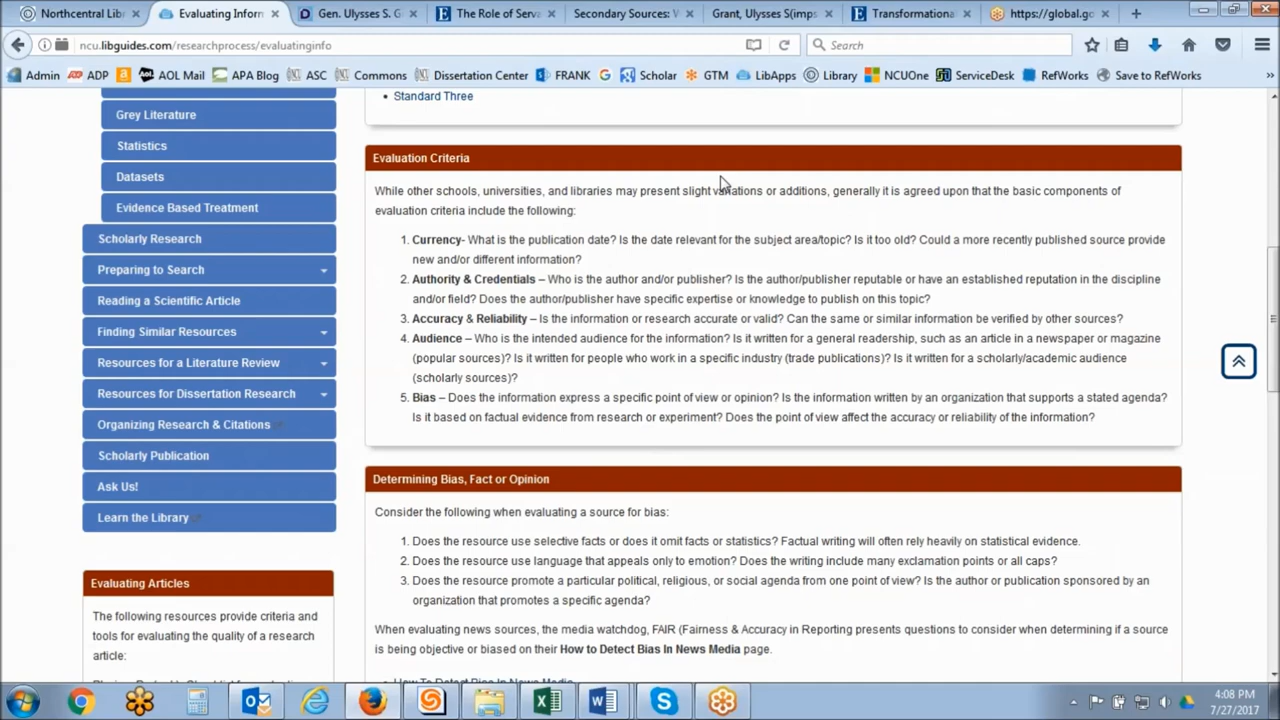 Northcentral Lib
Evaluating Inform
Gen. Ulysses S. G
The Role of Serva
Secondary Sources: W
Grant, Ulysses S(imps
Transformational
https://global.go
ncu.libguides.com/researchprocess/evaluatinginfo
Search
Admin ADP AOL Mail APA Blog ASC Commons Dissertation Center FRANK Scholar GTM LibApps Library NCUOne ServiceDesk RefWorks Save to RefWorks
Grey Literature
Statistics
Datasets
Evidence Based Treatment
Scholarly Research
Preparing to Search
Reading a Scientific Article
Finding Similar Resources
Resources for a Literature Review
Resources for Dissertation Research
Organizing Research & Citations
Scholarly Publication
Ask Us!
Learn the Library
Evaluating Articles
The following resources provide criteria and
tools for evaluating the quality of a research
article:
• Standard Three
Evaluation Criteria
While other schools, universities, and libraries may present slight variations or additions, generally it is agreed upon that the basic components of
evaluation criteria include the following:
1. Currency- What is the publication date? Is the date relevant for the subject area/topic? Is it too old? Could a more recently published source provide
new and/or different information?
2. Authority & Credentials – Who is the author and/or publisher? Is the author/publisher reputable or have an established reputation in the discipline
and/or field? Does the author/publisher have specific expertise or knowledge to publish on this topic?
3. Accuracy & Reliability – Is the information or research accurate or valid? Can the same or similar information be verified by other sources?
4. Audience – Who is the intended audience for the information? Is it written for a general readership, such as an article in a newspaper or magazine
(popular sources)? Is it written for people who work in a specific industry (trade publications)? Is it written for a scholarly/academic audience
(scholarly sources)?
5. Bias – Does the information express a specific point of view or opinion? Is the information written by an organization that supports a stated agenda?
Is it based on factual evidence from research or experiment? Does the point of view affect the accuracy or reliability of the information?
Determining Bias, Fact or Opinion
Consider the following when evaluating a source for bias:
1. Does the resource use selective facts or does it omit facts or statistics? Factual writing will often rely heavily on statistical evidence.
2. Does the resource use language that appeals only to emotion? Does the writing include many exclamation points or all caps?
3. Does the resource promote a particular political, religious, or social agenda from one point of view? Is the author or publication sponsored by an
organization that promotes a specific agenda?
When evaluating news sources, the media watchdog, FAIR (Fairness & Accuracy in Reporting presents questions to consider when determining if a source
is being objective or biased on their How to Detect Bias In News Media page.
• How To Detect Bias In News Media
4:08 PM
7/27/2017